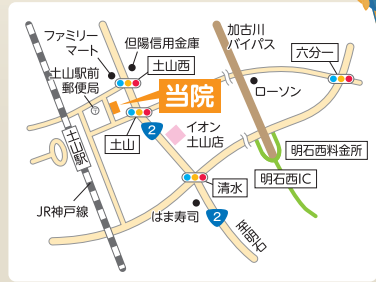 ファミリー
マート
但陽信用金庫
加古川
バイパス
六分一
土山西
土山駅前
郵便局
当院
ローソン
土山
2
イオン
土山店
土山駅
明石西料金所
明石西IC
清水
JR神戸線
はま寿司
2
至明石